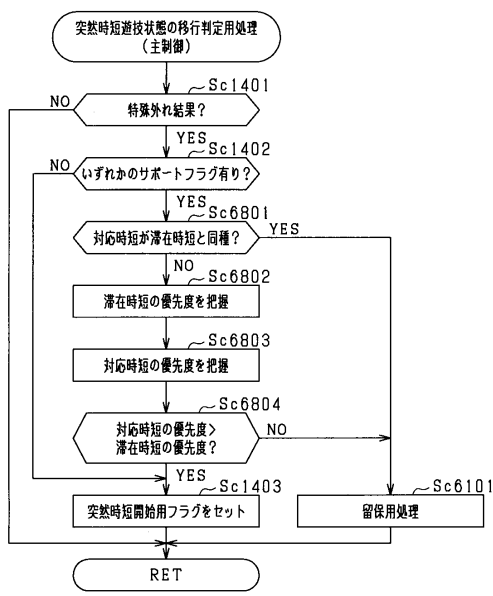 突然時短遊技状態の移行判定用処理
(主制御)
Sc1401
NO
特殊外れ結果?
YES
Sc1402
NO
いずれかのサポートフラグ有り?
YES
Sc6801
対応時短が滞在時短と同種?
YES
NO
Sc6802
滞在時短の優先度を把握
Sc6803
対応時短の優先度を把握
Sc6804
対応時短の優先度>
滞在時短の優先度?
NO
YES
Sc1403
突然時短開始用フラグをセット
Sc6101
留保用処理
RET